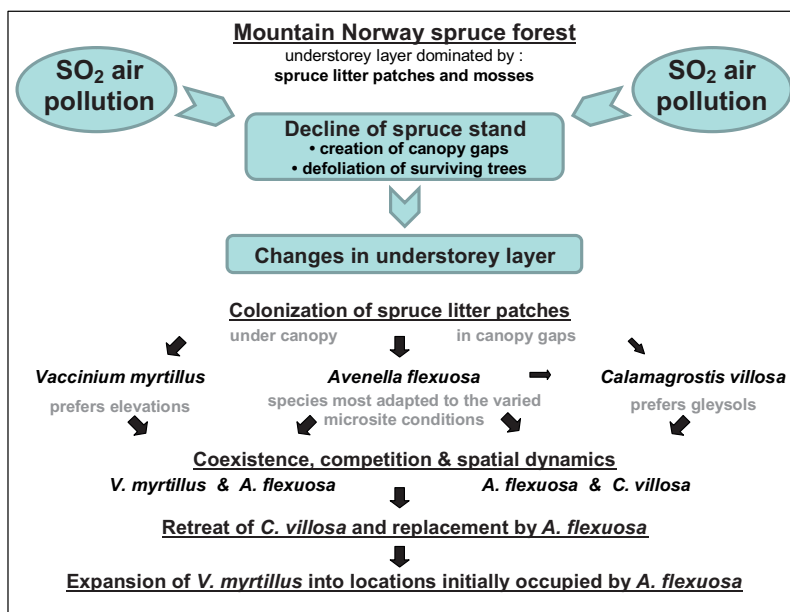 Mountain Norway spruce forest
understorey layer dominated by :
spruce litter patches and mosses
SO2 air
pollution
SO2 air
pollution
Decline of spruce stand
• creation of canopy gaps
• defoliation of surviving trees
Changes in understorey layer
Colonization of spruce litter patches
under canopy
in canopy gaps
Vaccinium myrtillus
Avenella flexuosa
Calamagrostis villosa
prefers elevations
species most adapted to the varied
microsite conditions
prefers gleysols
Coexistence, competition & spatial dynamics
V. myrtillus & A. flexuosa
A. flexuosa & C. villosa
Retreat of C. villosa and replacement by A. flexuosa
Expansion of V. myrtillus into locations initially occupied by A. flexuosa